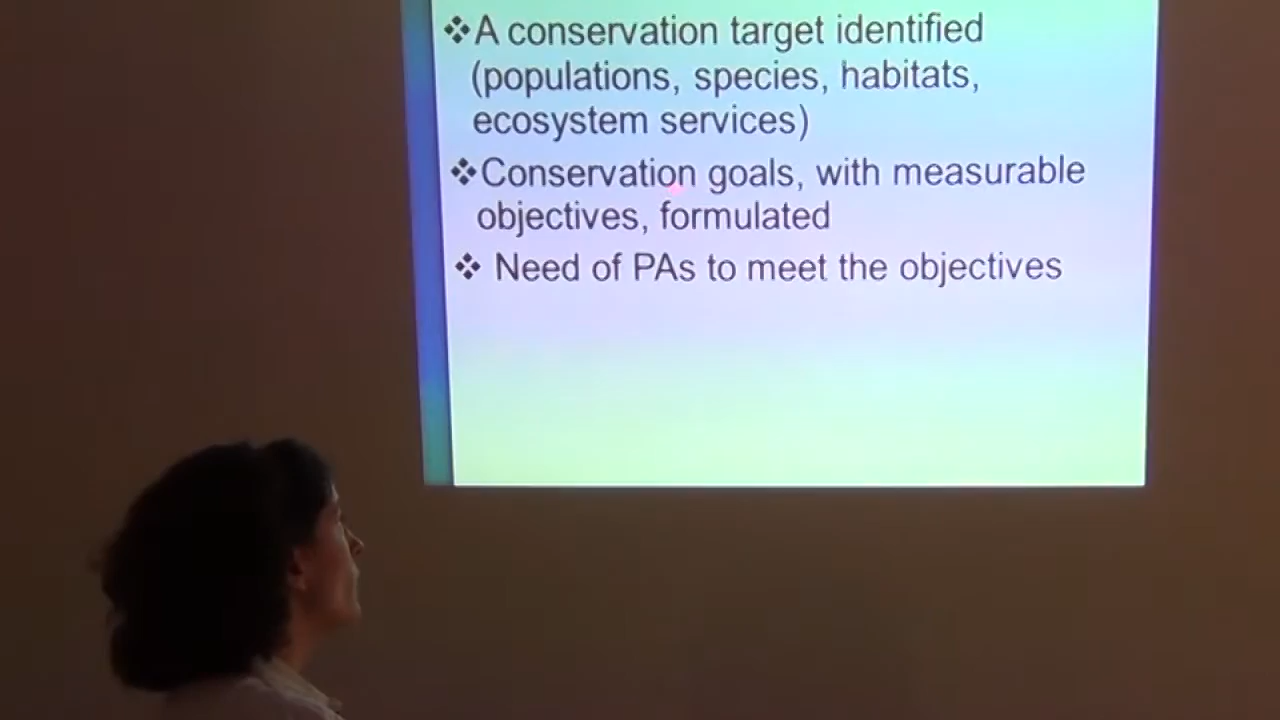 ❖A conservation target identified
(populations, species, habitats,
ecosystem services)
❖Conservation goals, with measurable
objectives, formulated
❖ Need of PAs to meet the objectives